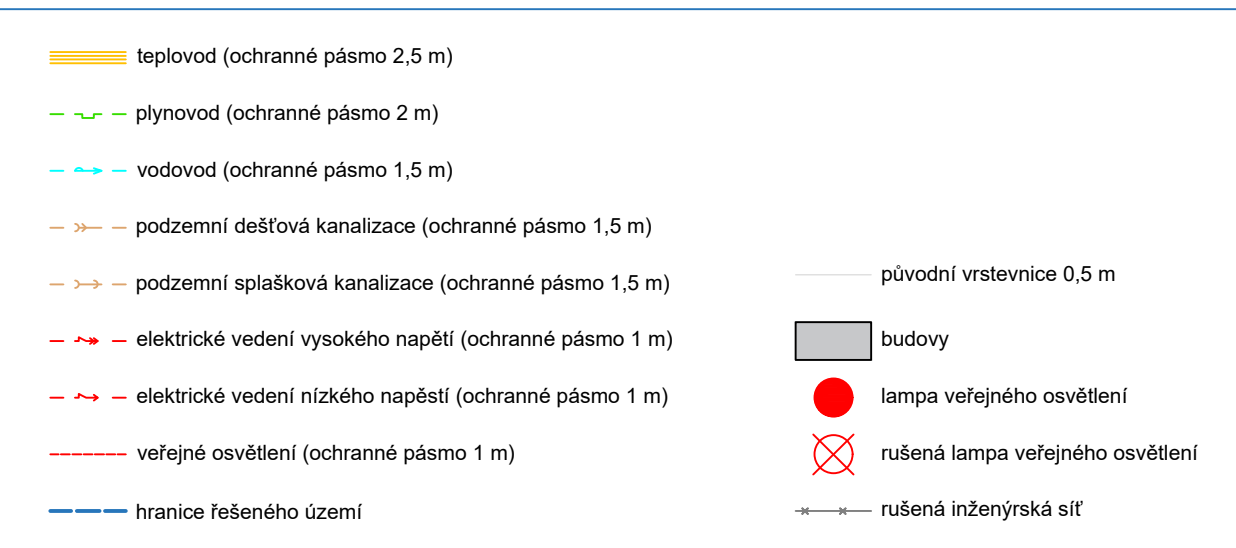 teplovod (ochranné pásmo 2,5 m)
plynovod (ochranné pásmo 2 m)
vodovod (ochranné pásmo 1,5 m)
podzemní dešťová kanalizace (ochranné pásmo 1,5 m)
podzemní splašková kanalizace (ochranné pásmo 1,5 m)
elektrické vedení vysokého napětí (ochranné pásmo 1 m)
elektrické vedení nízkého napěstí (ochranné pásmo 1 m)
veřejné osvětlení (ochranné pásmo 1 m)
hranice řešeného území
původní vrstevnice 0,5 m
budovy
lampa veřejného osvětlení
rušená lampa veřejného osvětlení
rušená inženýrská síť